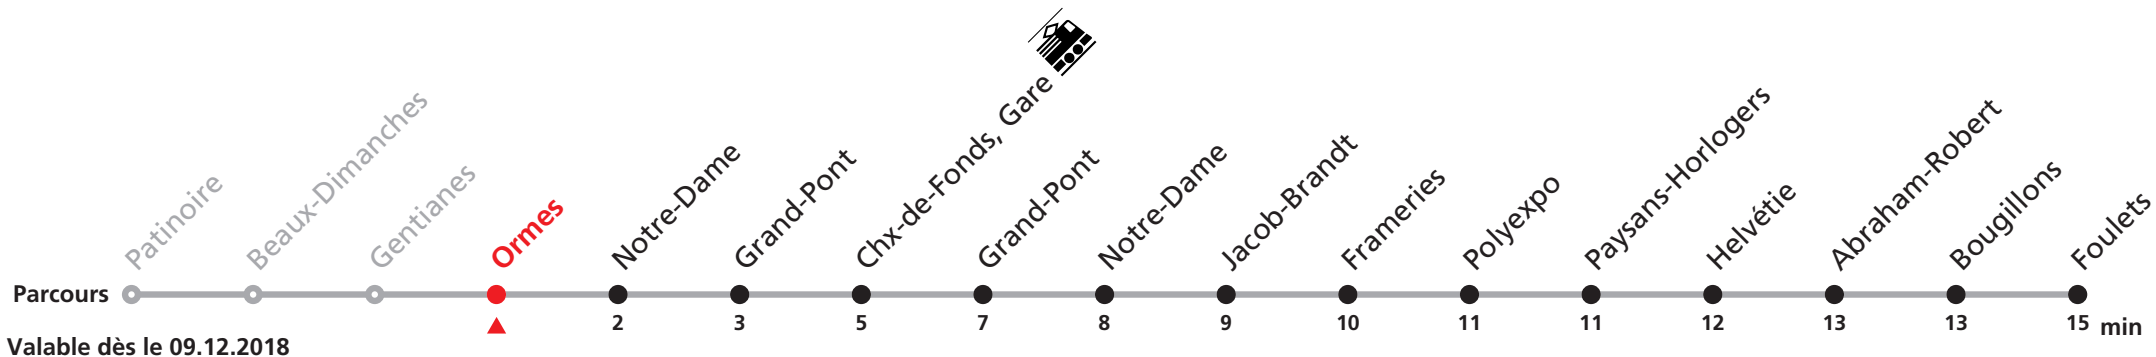 Patinoire
Beaux-Dimanches
Gentianes
Ormes
Notre-Dame
Grand-Pont
Chx-de-Fonds, Gare
Grand-Pont
Notre-Dame
Jacob-Brandt
Frameries
Polyexpo
Paysans-Horlogers
Helvétie
Abraham-Robert
Bougillons
Foulets
Parcours
2 3 5 7 8 9 10 11 11 12 13 13 15 min
Valable dès le 09.12.2018